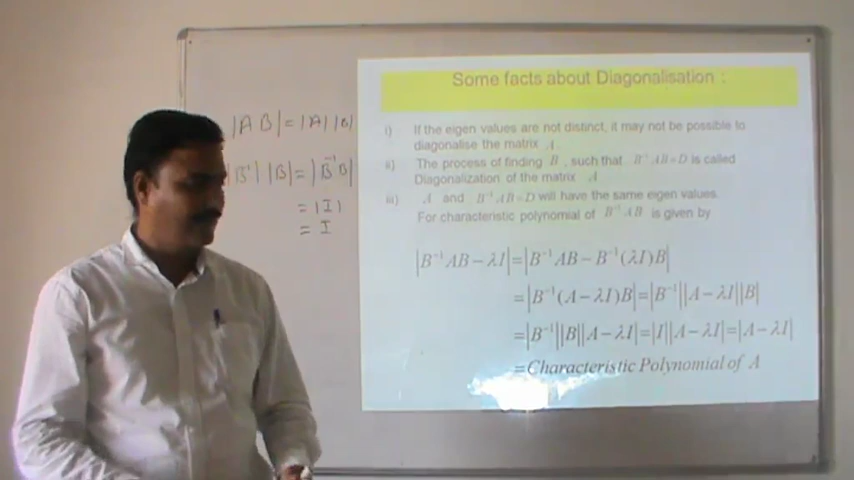 Some facts about Diagonalisation :
|A B| = |A| |B|
|B⁻¹| |B| = |B⁻¹B|
= |I|
= I
i) If the eigen values are not distinct, it may not be possible to
diagonalise the matrix A
ii) The process of finding B , such that B⁻¹AB=D is called
Diagonalization of the matrix A
iii) A and B⁻¹AB=D will have the same eigen values.
For characteristic polynomial of B⁻¹AB is given by
|B⁻¹AB − λI| = |B⁻¹AB − B⁻¹(λI)B|
= |B⁻¹(A − λI)B| = |B⁻¹||A − λI||B|
= |B⁻¹||B||A − λI| = |I||A − λI| = |A − λI|
= Characteristic Polynomial of A